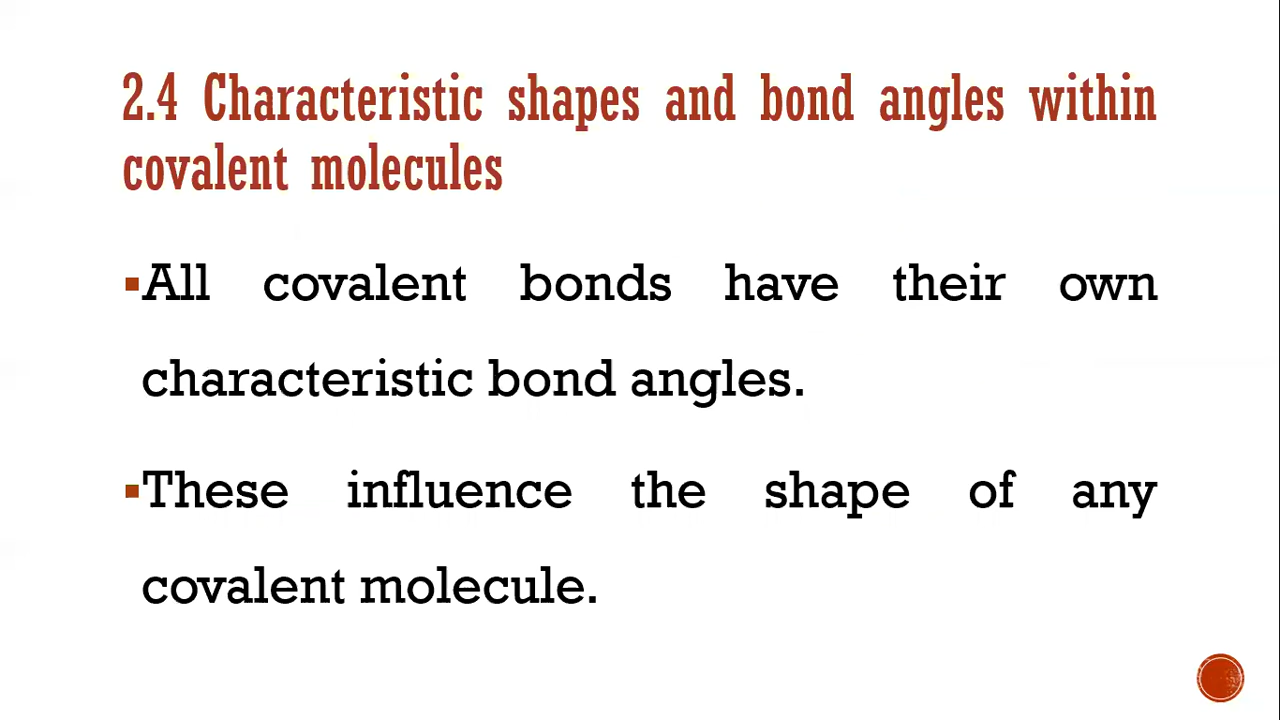 2.4 Characteristic shapes and bond angles within
covalent molecules
▪All covalent bonds have their own
characteristic bond angles.
▪These influence the shape of any
covalent molecule.